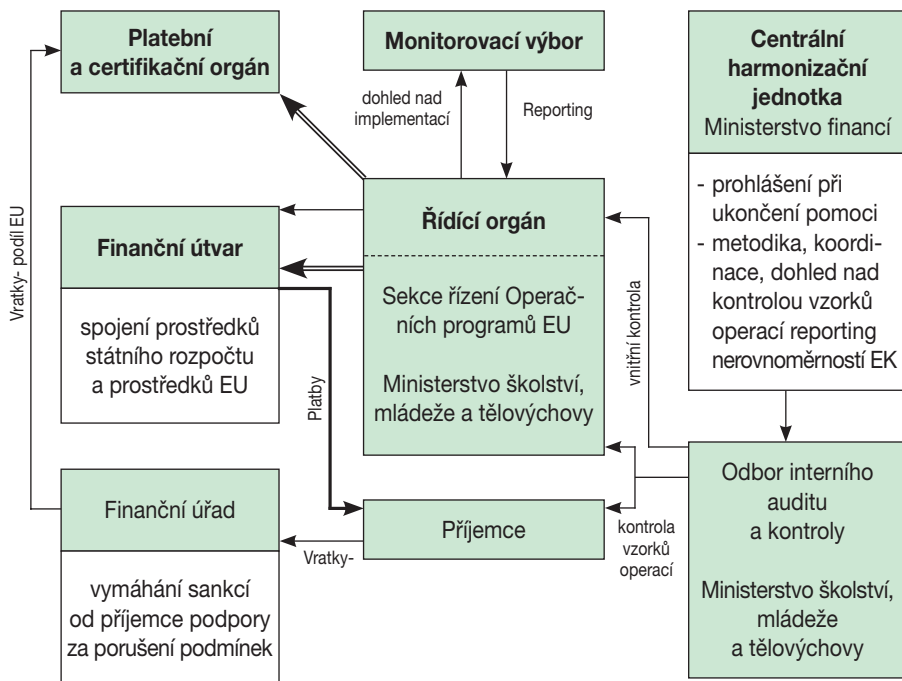 Platební
a certifikační orgán
Monitorovací výbor
Centrální
harmonizační
jednotka
Ministerstvo financí
- prohlášení při
ukončení pomoci
- metodika, koordi-
nace, dohled nad
kontrolou vzorků
operací reporting
nerovnoměrností EK
dohled nad
implementací
Reporting
Vratky- podíl EU
Finanční útvar
spojení prostředků
státního rozpočtu
a prostředků EU
Řídící orgán
Sekce řízení Operač-
ních programů EU
Ministerstvo školství,
mládeže a tělovýchovy
Platby
vnitřní kontrola
Finanční úřad
vymáhání sankcí
od příjemce podpory
za porušení podmínek
Vratky-
Příjemce
kontrola
vzorků
operací
Odbor interního
auditu
a kontroly
Ministerstvo školství,
mládeže
a tělovýchovy